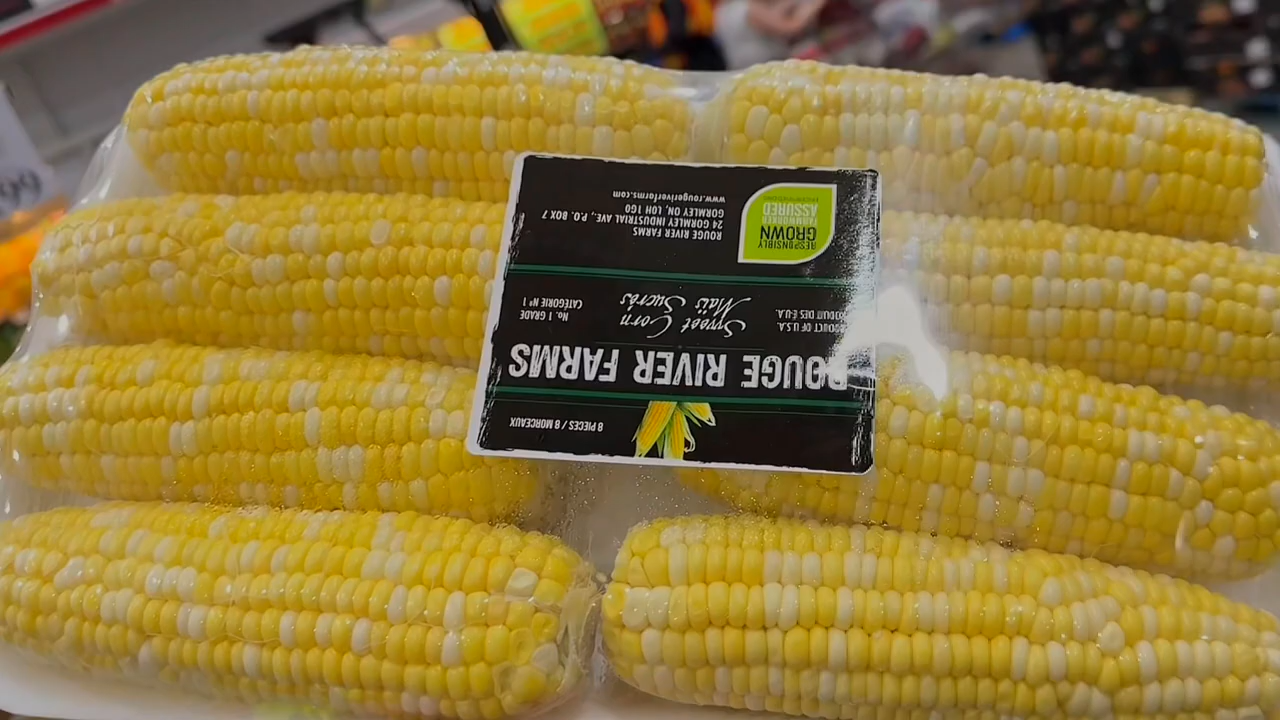 8 PIECES / 8 MORCEAUX
ROUGE RIVER FARMS
PRODUCT OF U.S.A.
PRODUIT DES É-U.A.
Sweet Corn
Maïs Sucrés
No. 1 GRADE
CATÉGORIE Nº 1
RESPONSIBLY
GROWN
FARMWORKER
ASSURED
ROUGE RIVER FARMS
24 GORMLEY INDUSTRIAL AVE., P.O. BOX 7
GORMLEY ON, L0H 1G0
www.rougeriverfarms.com
99